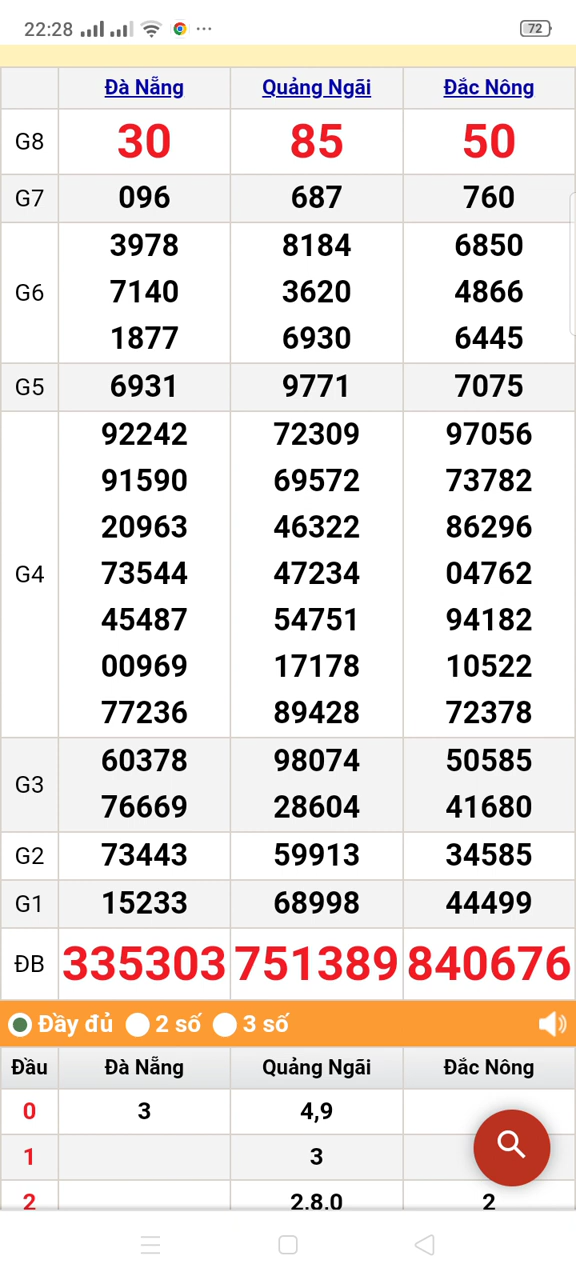 22:28 72
Đà Nẵng Quảng Ngãi Đắc Nông
G8 30 85 50
G7 096 687 760
3978 8184 6850
G6 7140 3620 4866
1877 6930 6445
G5 6931 9771 7075
92242 72309 97056
91590 69572 73782
20963 46322 86296
G4 73544 47234 04762
45487 54751 94182
00969 17178 10522
77236 89428 72378
G3 60378 98074 50585
76669 28604 41680
G2 73443 59913 34585
G1 15233 68998 44499
ĐB 335303 751389 840676
Đầy đủ 2 số 3 số
Đầu Đà Nẵng Quảng Ngãi Đắc Nông
0 3 4,9
1 3
2 2,8,0 2